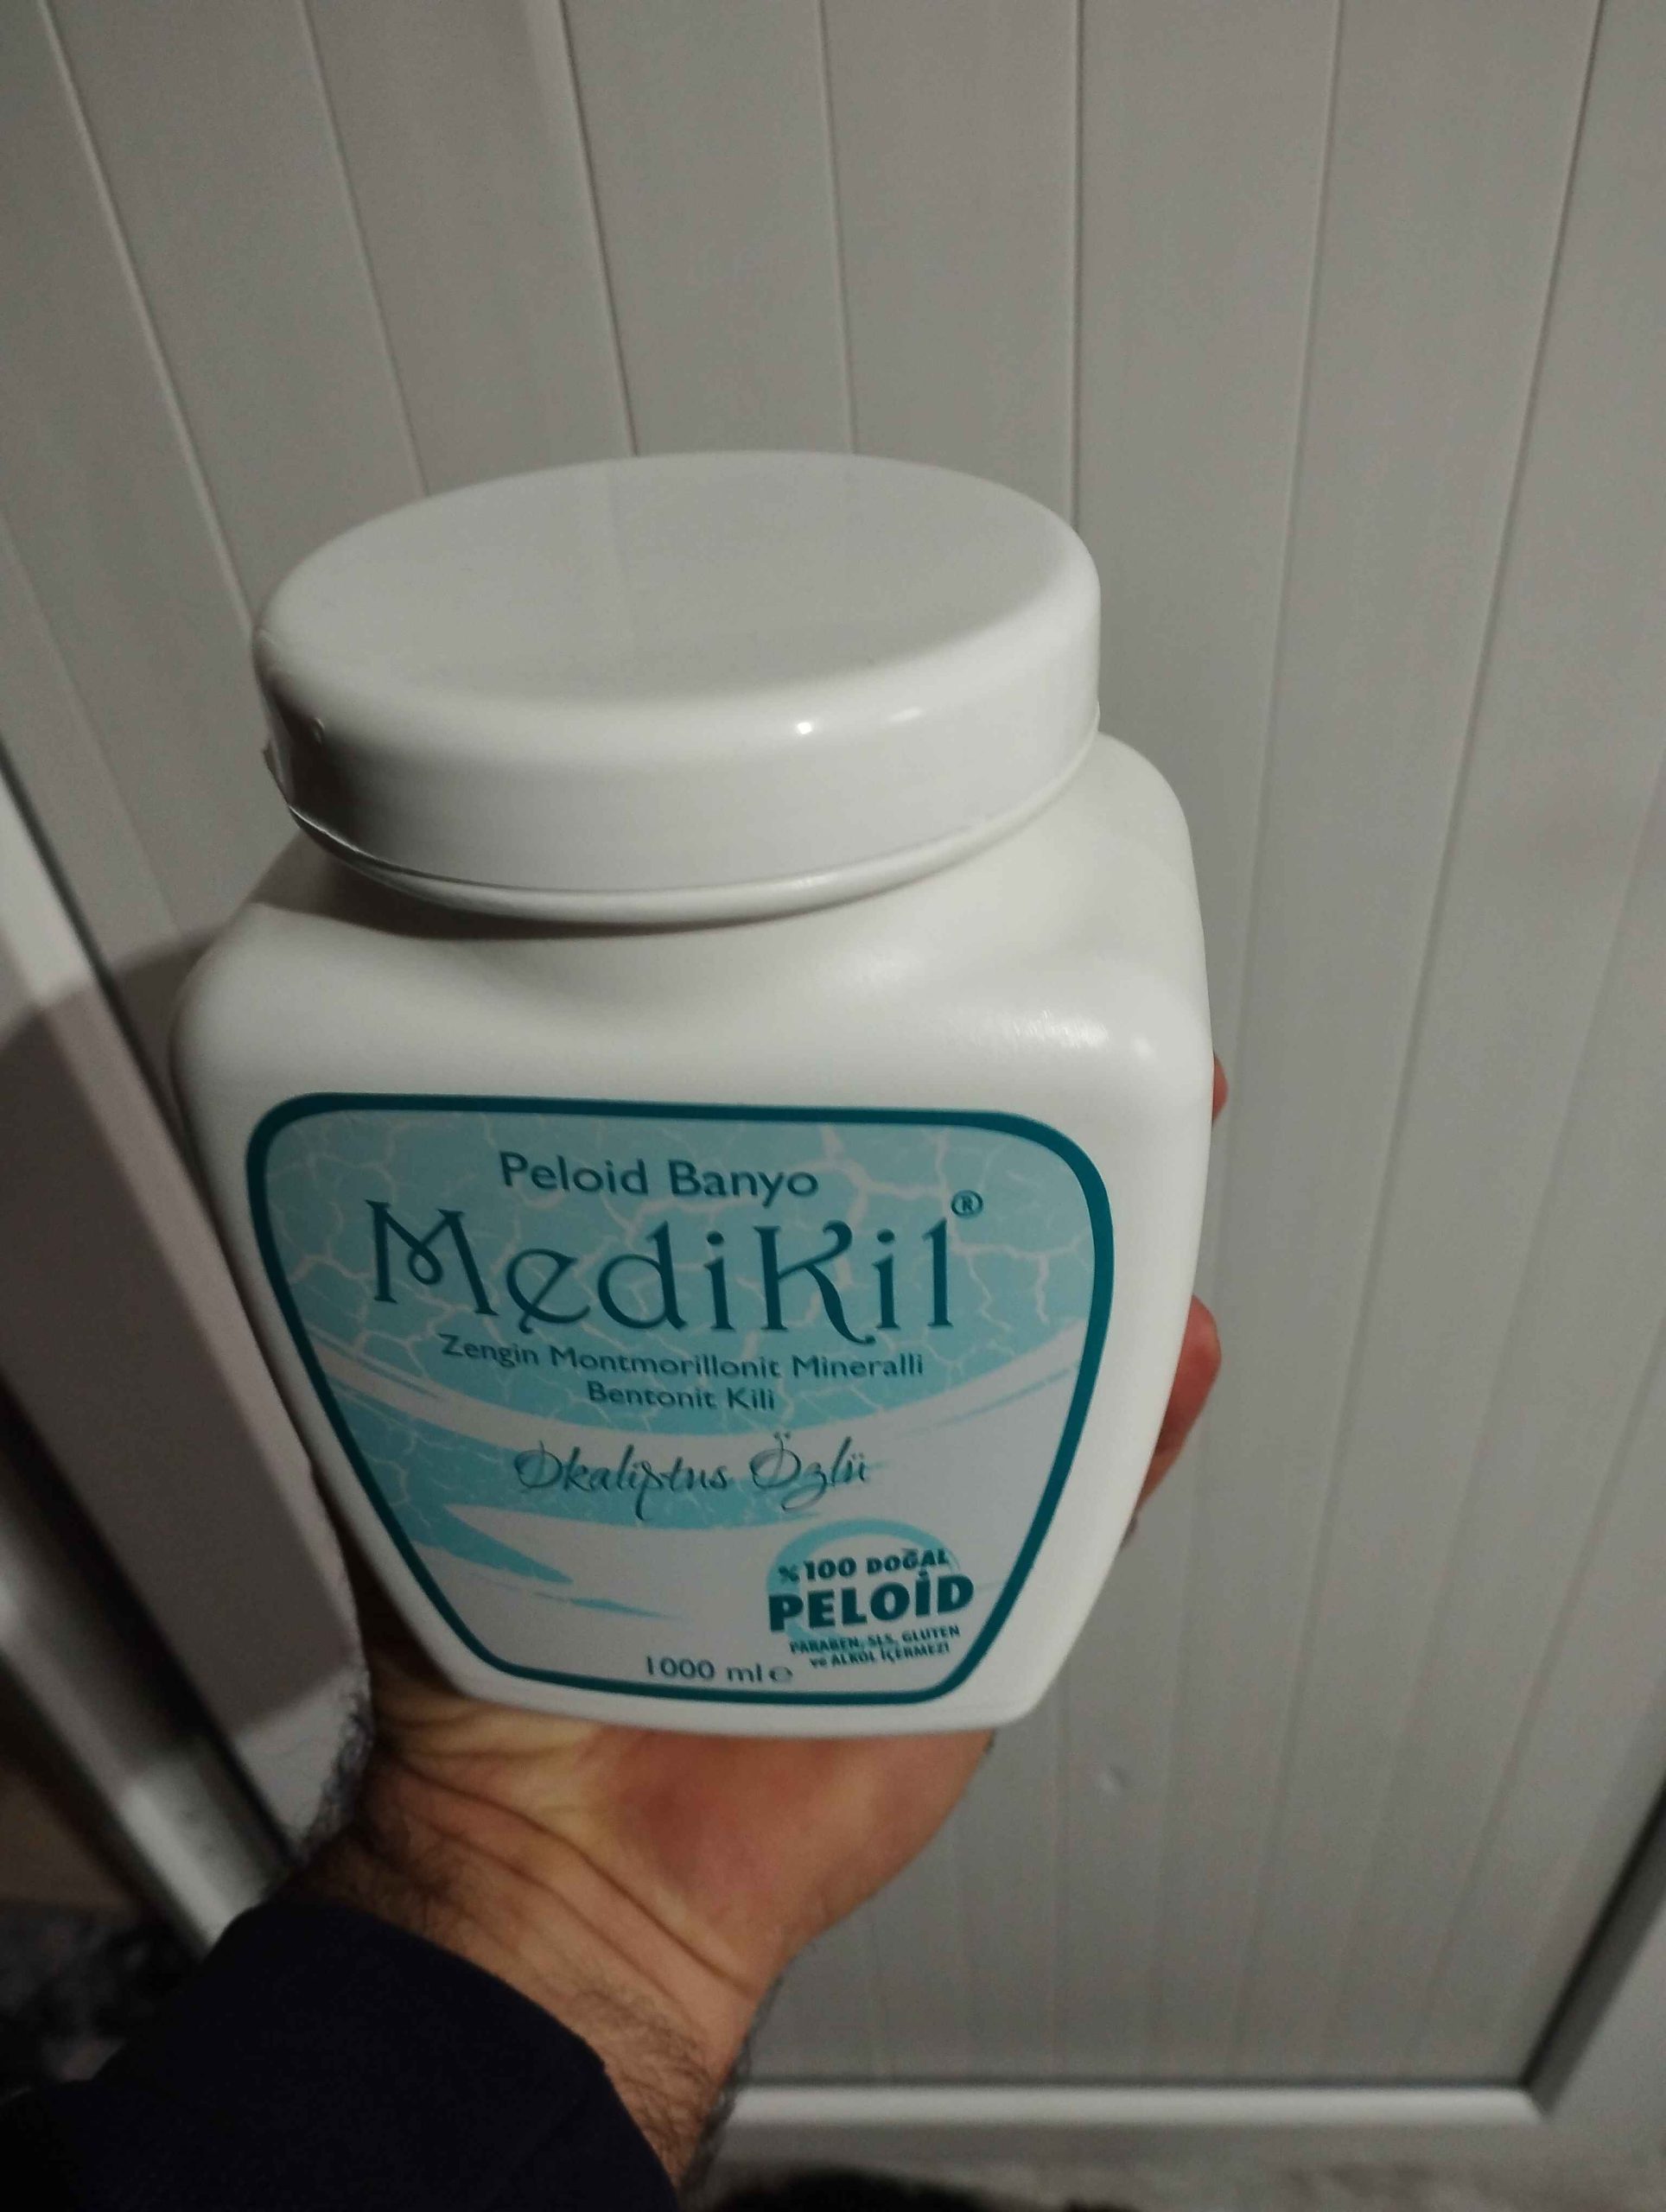 Peloid Banyo
MediKil®
Zengin Montmorillonit Mineralli
Bentonit Kili
Okaliptus Özlü
%100 DOĞAL
PELOİD
PARABEN, SLS, GLUTEN
ve ALKOL İÇERMEZ!
1000 ml ℮